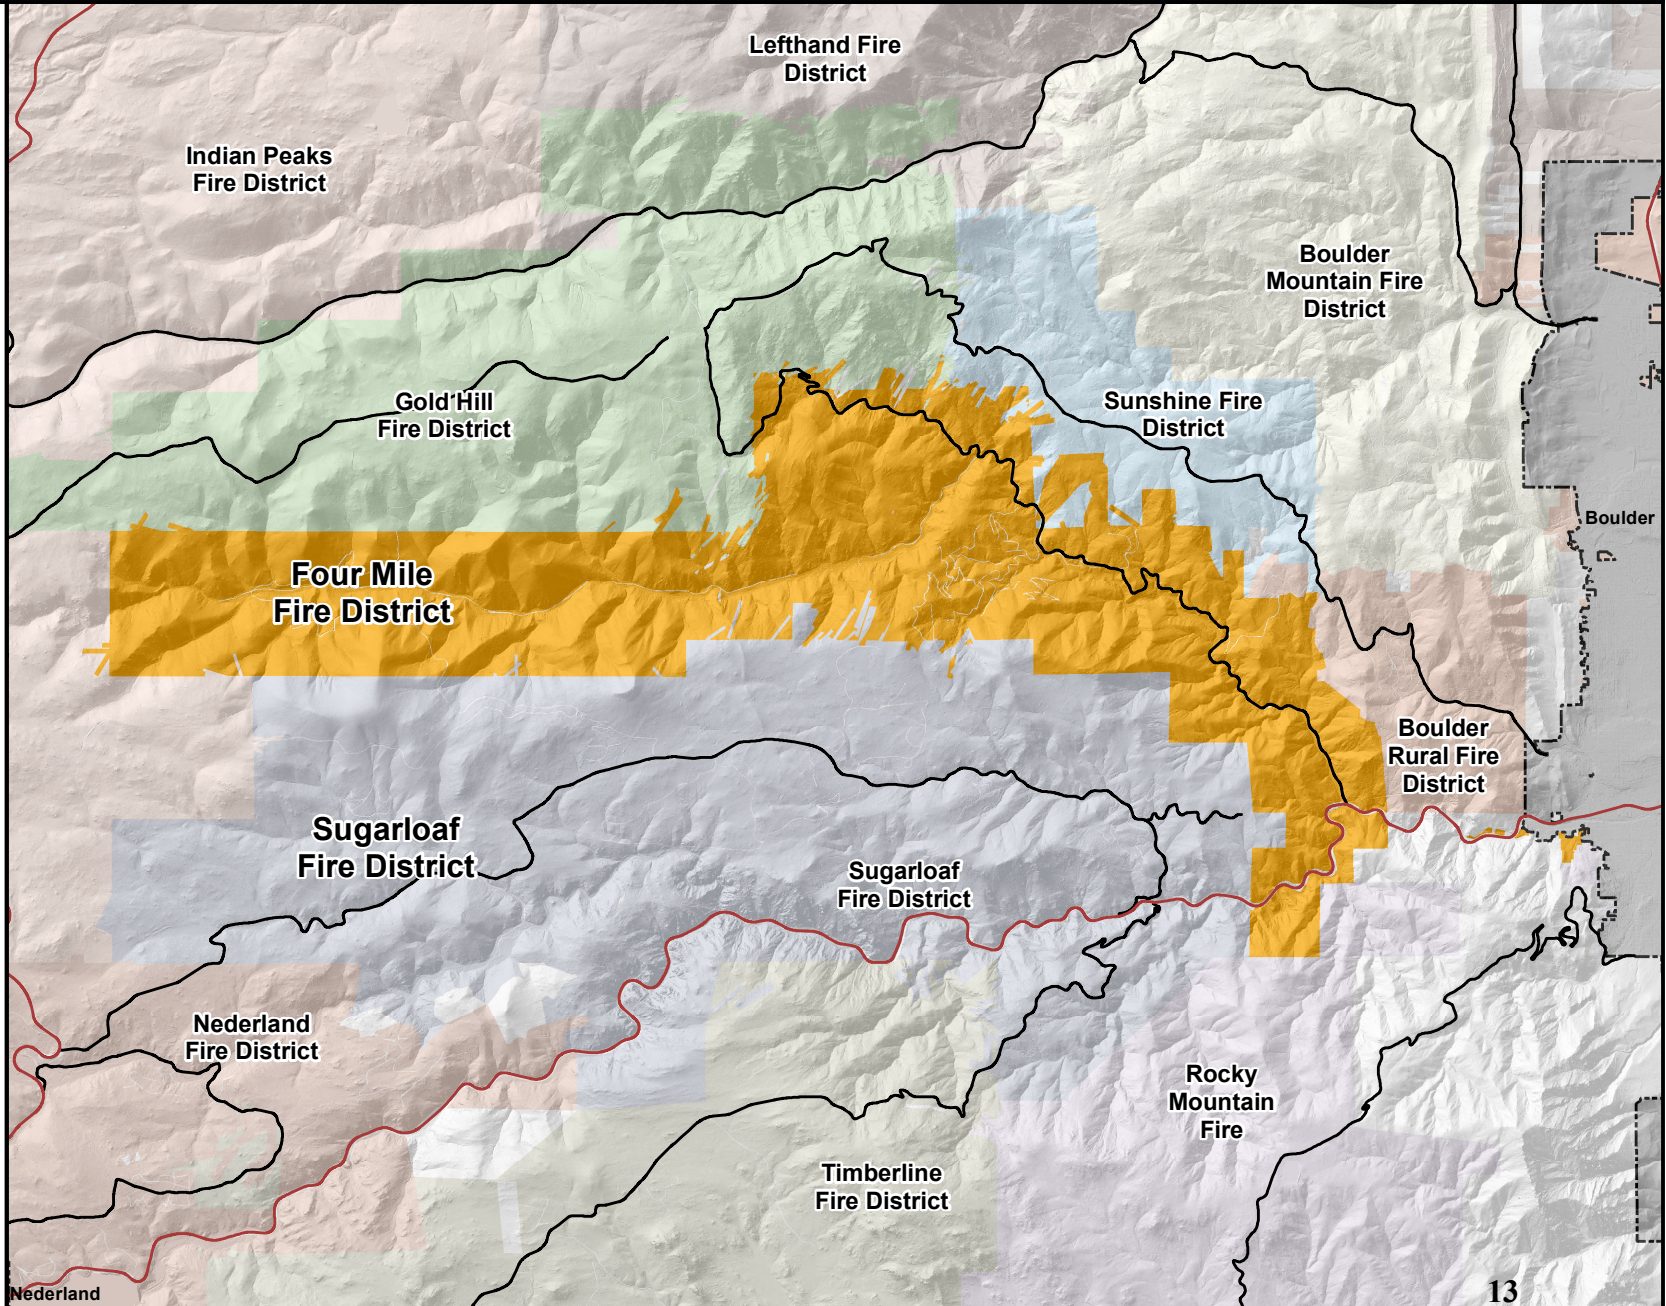 Lefthand Fire
District
Indian Peaks
Fire District
Boulder
Mountain Fire
District
Gold Hill
Fire District
Sunshine Fire
District
Boulder
Four Mile
Fire District
Boulder
Rural Fire
District
Sugarloaf
Fire District
Sugarloaf
Fire District
Nederland
Fire District
Rocky
Mountain
Fire
Timberline
Fire District
Nederland
13